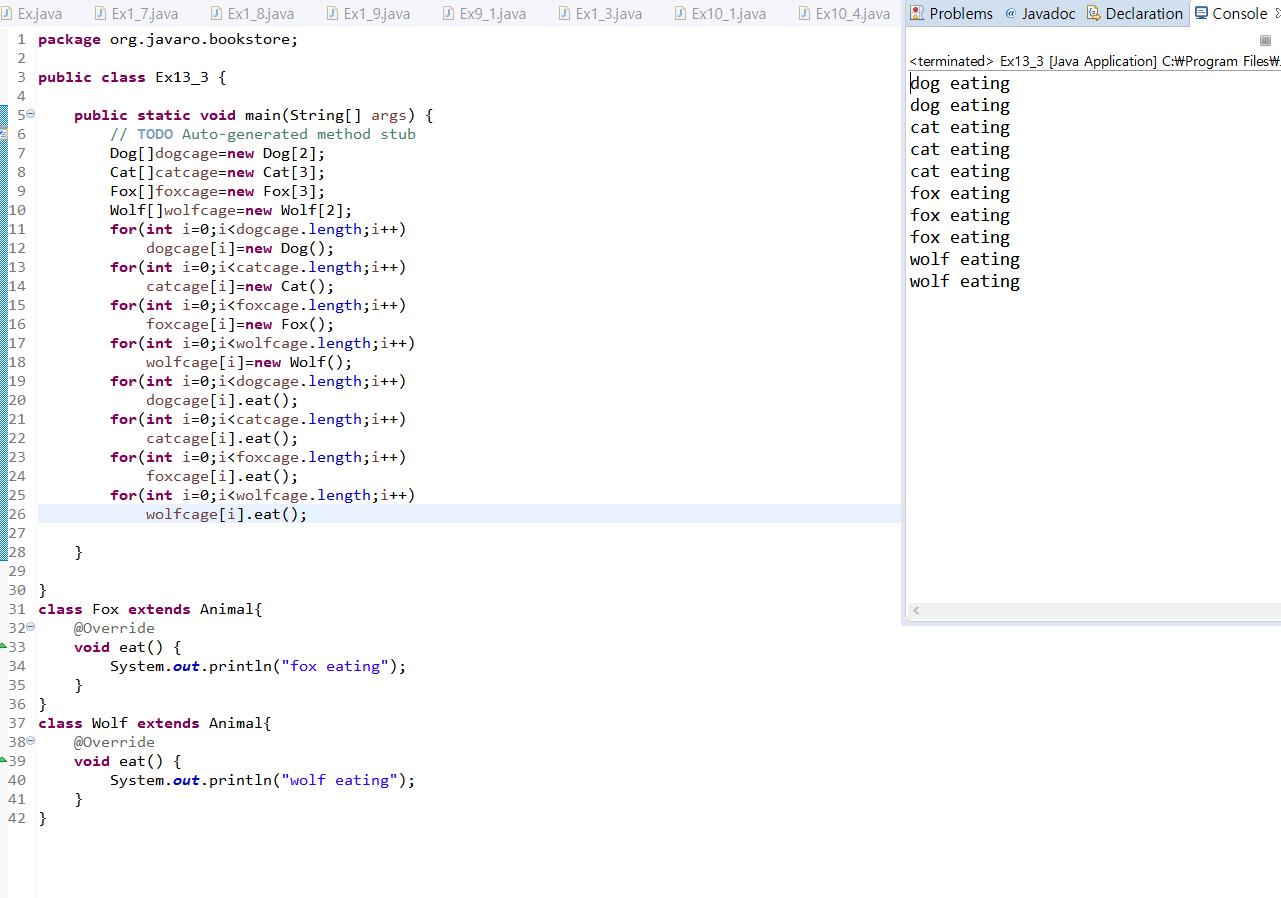 Ex.java Ex1_7.java Ex1_8.java Ex1_9.java Ex9_1.java Ex1_3.java Ex10_1.java Ex10_4.java
1 package org.javaro.bookstore;
2
3 public class Ex13_3 {
4
5 public static void main(String[] args) {
6 // TODO Auto-generated method stub
7 Dog[]dogcage=new Dog[2];
8 Cat[]catcage=new Cat[3];
9 Fox[]foxcage=new Fox[3];
10 Wolf[]wolfcage=new Wolf[2];
11 for(int i=0;i<dogcage.length;i++)
12 dogcage[i]=new Dog();
13 for(int i=0;i<catcage.length;i++)
14 catcage[i]=new Cat();
15 for(int i=0;i<foxcage.length;i++)
16 foxcage[i]=new Fox();
17 for(int i=0;i<wolfcage.length;i++)
18 wolfcage[i]=new Wolf();
19 for(int i=0;i<dogcage.length;i++)
20 dogcage[i].eat();
21 for(int i=0;i<catcage.length;i++)
22 catcage[i].eat();
23 for(int i=0;i<foxcage.length;i++)
24 foxcage[i].eat();
25 for(int i=0;i<wolfcage.length;i++)
26 wolfcage[i].eat();
27
28 }
29
30 }
31 class Fox extends Animal{
32 @Override
33 void eat() {
34 System.out.println("fox eating");
35 }
36 }
37 class Wolf extends Animal{
38 @Override
39 void eat() {
40 System.out.println("wolf eating");
41 }
42 }
Problems @ Javadoc Declaration Console
<terminated> Ex13_3 [Java Application] C:₩Program Files₩
dog eating
dog eating
cat eating
cat eating
cat eating
fox eating
fox eating
fox eating
wolf eating
wolf eating